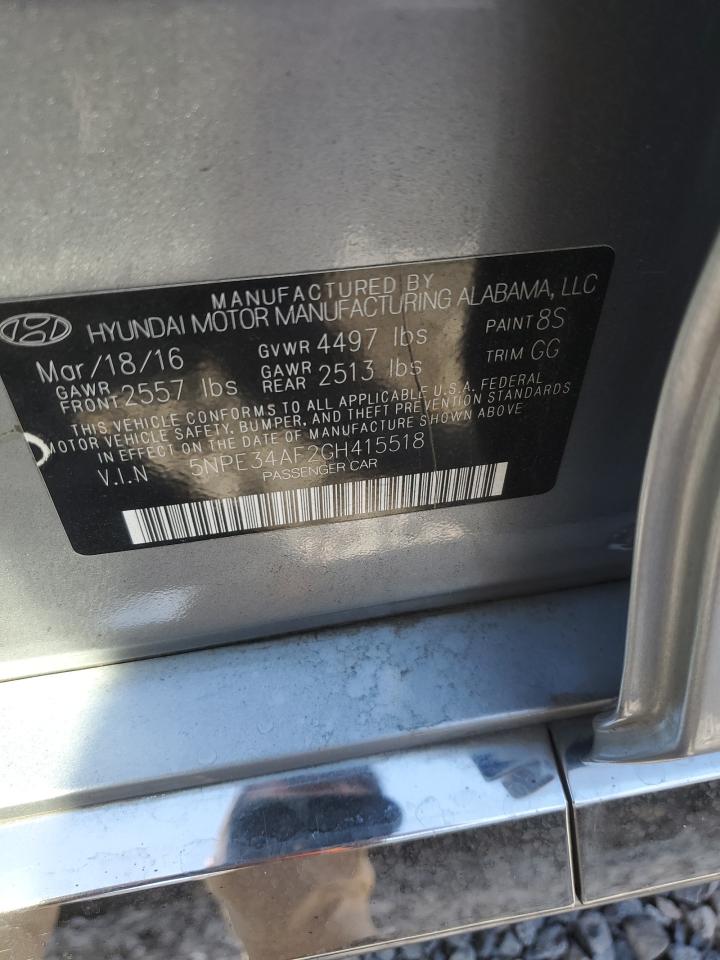 MANUFACTURED BY
HYUNDAI MOTOR MANUFACTURING ALABAMA, LLC
Mar/18/16 GVWR 4497 lbs PAINT 8S
GAWR FRONT 2557 lbs GAWR REAR 2513 lbs TRIM GG
THIS VEHICLE CONFORMS TO ALL APPLICABLE U.S.A. FEDERAL
MOTOR VEHICLE SAFETY, BUMPER, AND THEFT PREVENTION STANDARDS
IN EFFECT ON THE DATE OF MANUFACTURE SHOWN ABOVE
V.I.N 5NPE34AF2GH415518
PASSENGER CAR